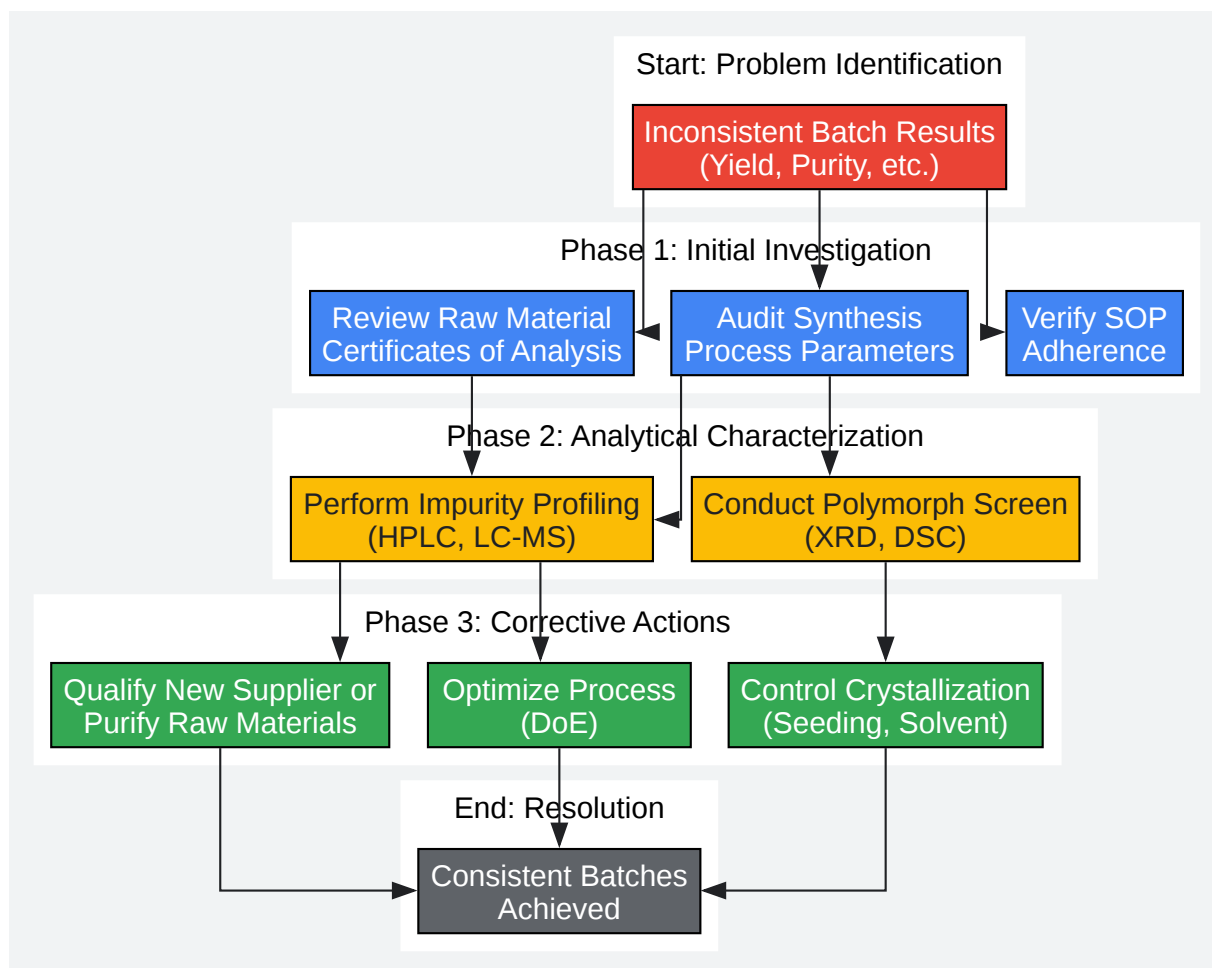 Start: Problem Identification
Inconsistent Batch Results
(Yield, Purity, etc.)
Phase 1: Initial Investigation
Review Raw Material
Certificates of Analysis
Audit Synthesis
Process Parameters
Verify SOP
Adherence
Phase 2: Analytical Characterization
Perform Impurity Profiling
(HPLC, LC-MS)
Conduct Polymorph Screen
(XRD, DSC)
Phase 3: Corrective Actions
Qualify New Supplier or
Purify Raw Materials
Optimize Process
(DoE)
Control Crystallization
(Seeding, Solvent)
End: Resolution
Consistent Batches
Achieved